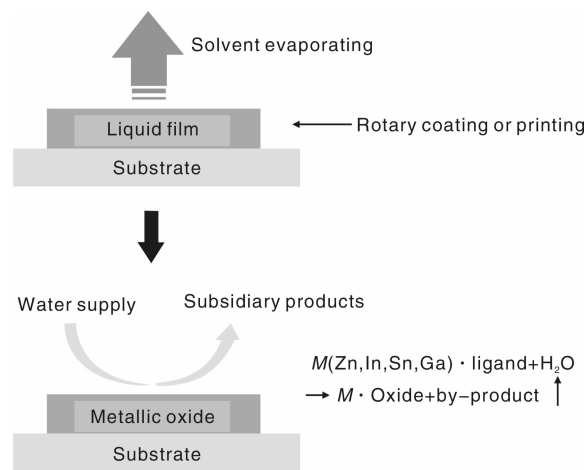 Solvent evaporating
Liquid film
Rotary coating or printing
Substrate
Water supply
Subsidiary products
M(Zn,In,Sn,Ga)·ligand+H₂O
→ M·Oxide+by−product ↑
Metallic oxide
Substrate